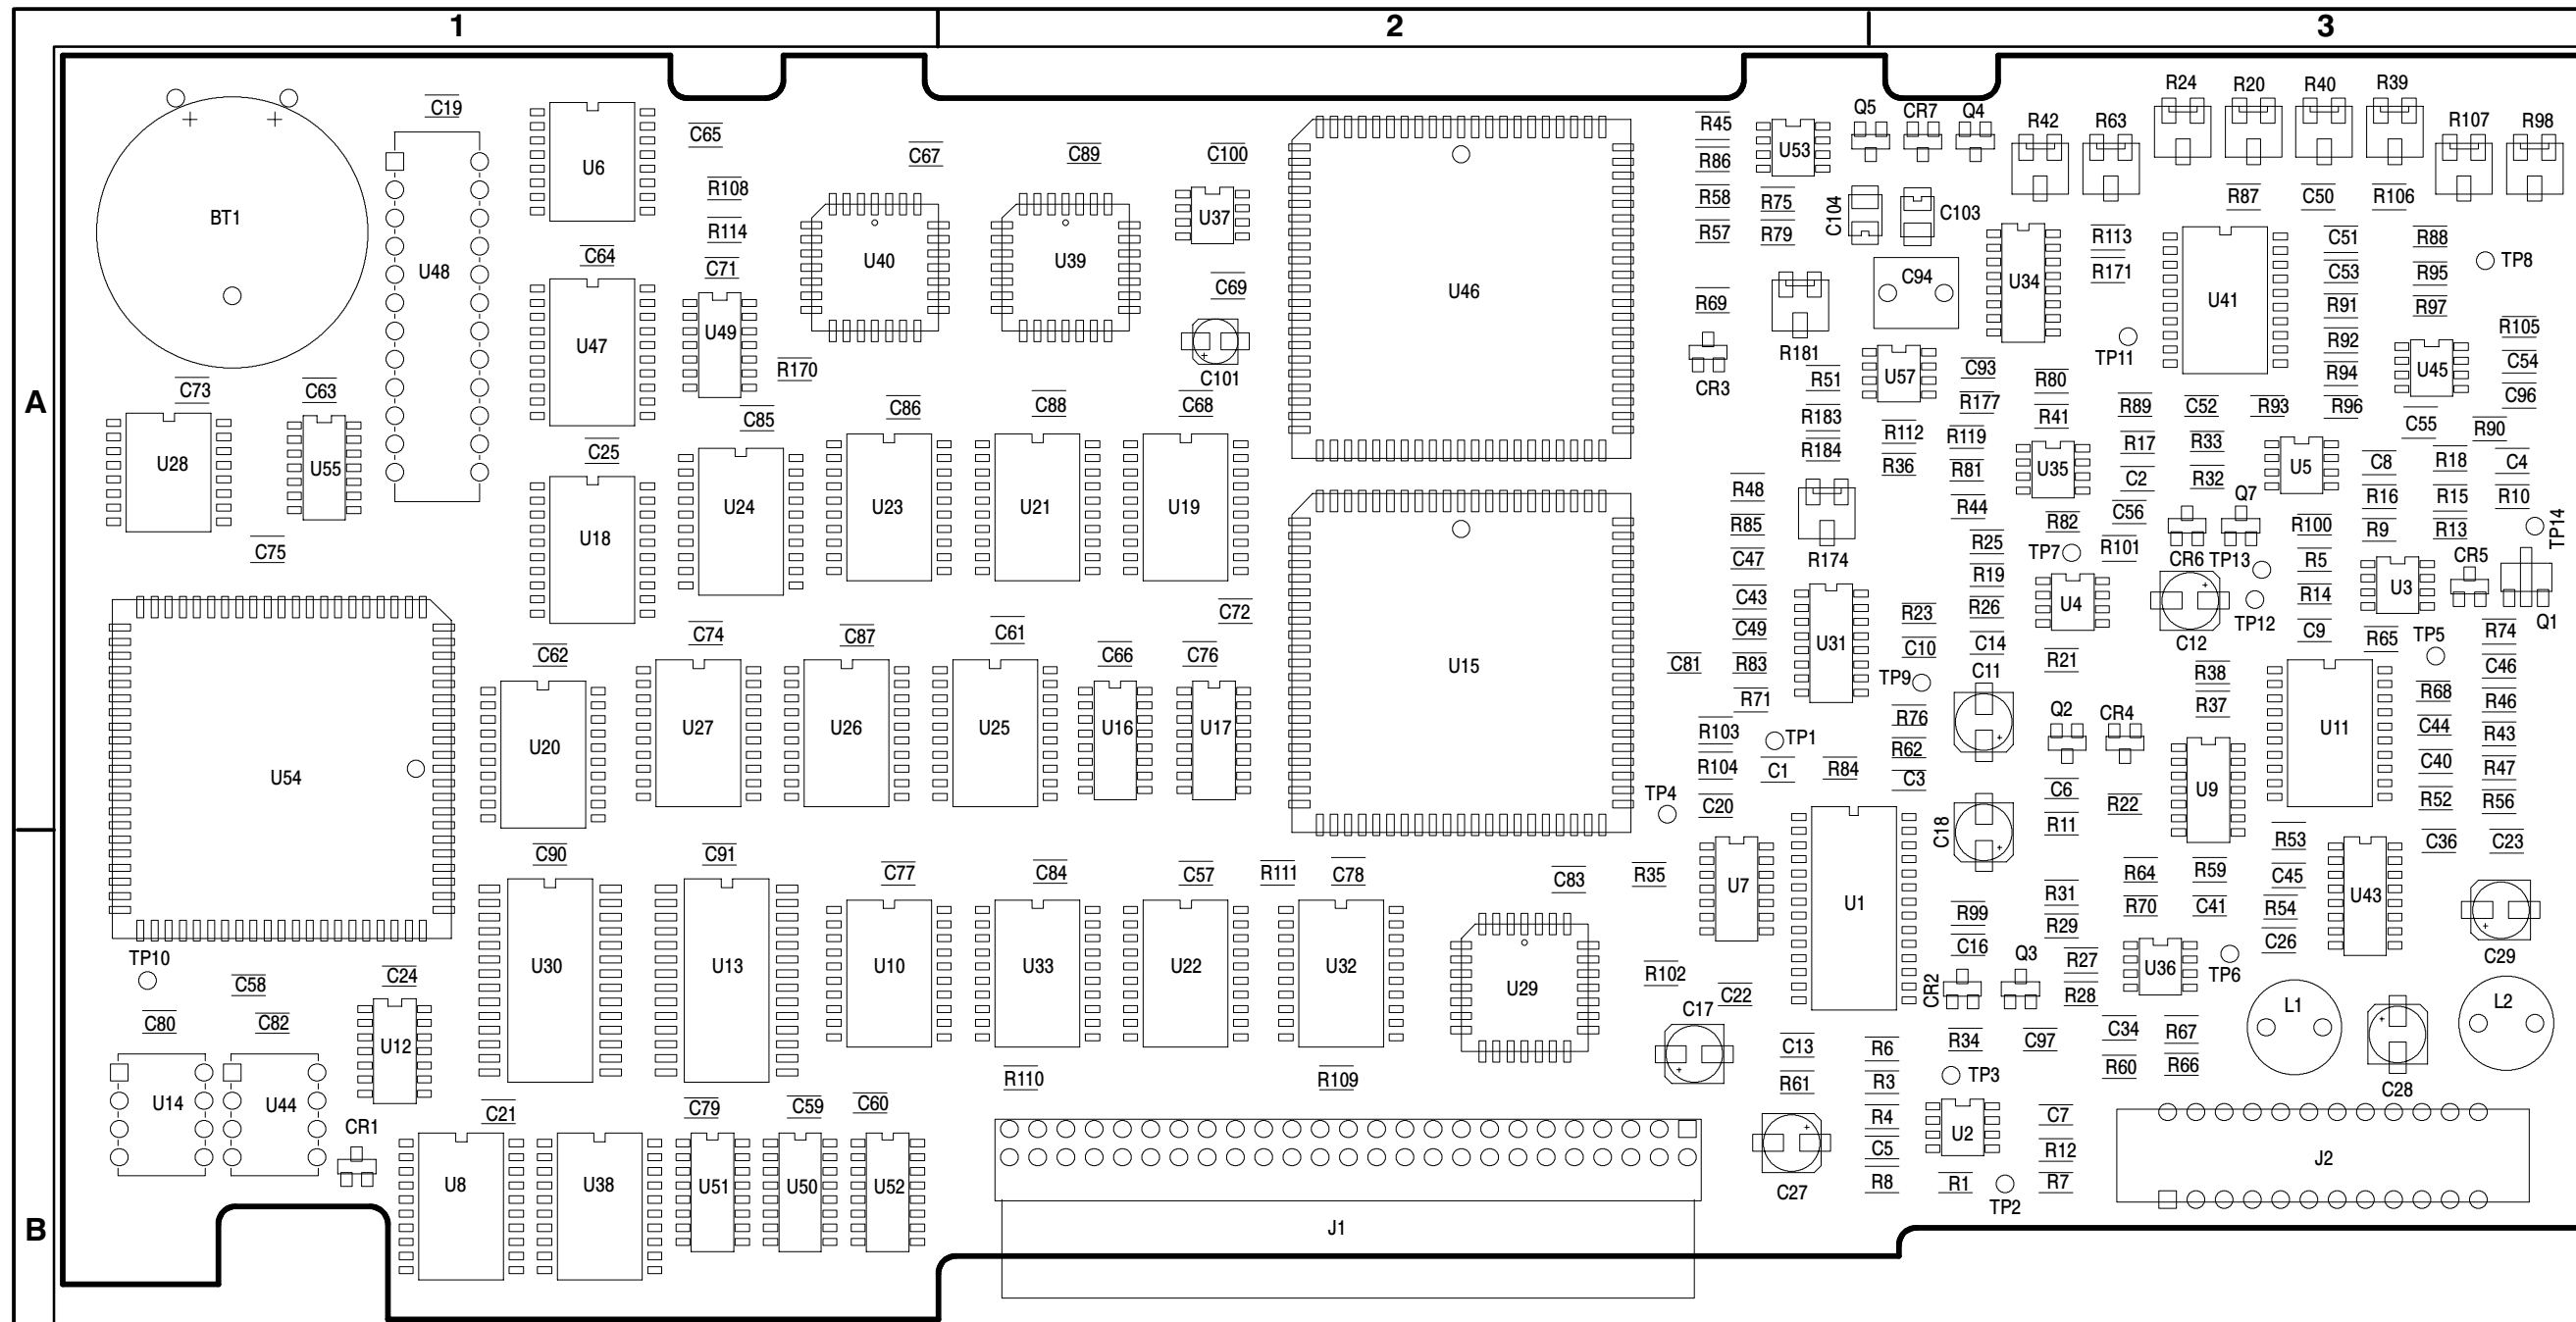 1 2 3
R24 R20 R40 R39
C19 Q5 CR7 Q4 R42 R63 R107 R98
C65 R45 U53
U6 C67 C89 C100 R86
R108 R58 R75 C104 C103 R87 C50 R106
BT1 U37
R114 R57 R79 R113 C51 R88
U48 C64 U40 U39 TP8
C71 C94 U34 R171 C53 R95
C69 U46 U41
R69 R91 R97
U49 R105
U47 R181 TP11 R92
C101 C54
R170 CR3 R51 U57 C93 R80 R94 U45
C73 C63 C96
A C85 C86 C88 C68 R183 R177 R41 R89 C52 R93 R96
C55 R90
C25 R184 R112 R119 R17 R33
U28 U55 R36 R81 U35 U5 C8 R18 C4
C2 R32
U24 U23 U21 U19 R48 R44 Q7 R16 R15 R10
R85 R82 C56 R100 R9 R13 TP14
U18 R174 R25 TP7 R101
C75 C47 CR6 TP13 R5 CR5
R19 U3
C72 C43 U4 R14
R23 R26 TP12 Q1
C74 C87 C61 C49 U31 C9 R65 TP5 R74
C62 C66 C76 C10 C14 C12
U15 C81 R83 TP9 C11 R21 R38 C46
R71 R37 R68 R46
R76 Q2 CR4
U27 U26 U25 U16 U17 R103 TP1 U11 C44 R43
U20 R62
U54 R104 C1 R84 C3 C6 U9 C40 R47
TP4 C20 R22 R52 R56
C18 R11
R53 C36 C23
C90 C91 C77 C84 C57 R111 C78 C83 R35 R64 R59 C45
U7 U1 R31 U43
R99 R70 C41 R54
R29 C26
TP10 U30 U13 U10 U33 U22 U32 C16 Q3 R27 U36 TP6 C29
C24 R102
C58 U29 C22 CR2 R28
C17 L1 L2
C80 C82 C34 R67
U12 C13 R6 R34 C97
R110 R109 R61 R3 TP3 R60 R66 C28
U14 U44 C21 C79 C59 C60 R4 C7
CR1 U2
C5 R12
U8 U38 U51 U50 U52 C27 R8 R1 R7 J2
TP2
B J1